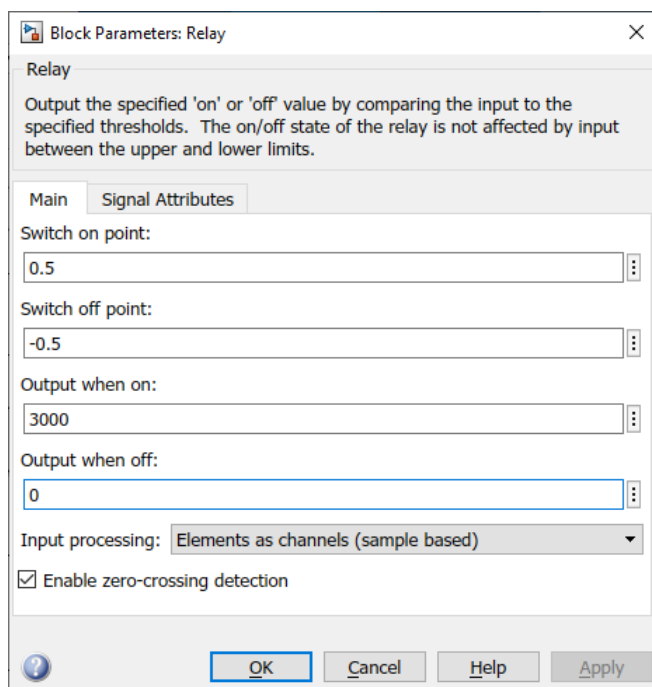 Block Parameters: Relay
Relay
Output the specified 'on' or 'off' value by comparing the input to the
specified thresholds.  The on/off state of the relay is not affected by input
between the upper and lower limits.
Main Signal Attributes
Switch on point:
0.5
Switch off point:
-0.5
Output when on:
3000
Output when off:
0
Input processing: Elements as channels (sample based)
Enable zero-crossing detection
OK Cancel Help Apply